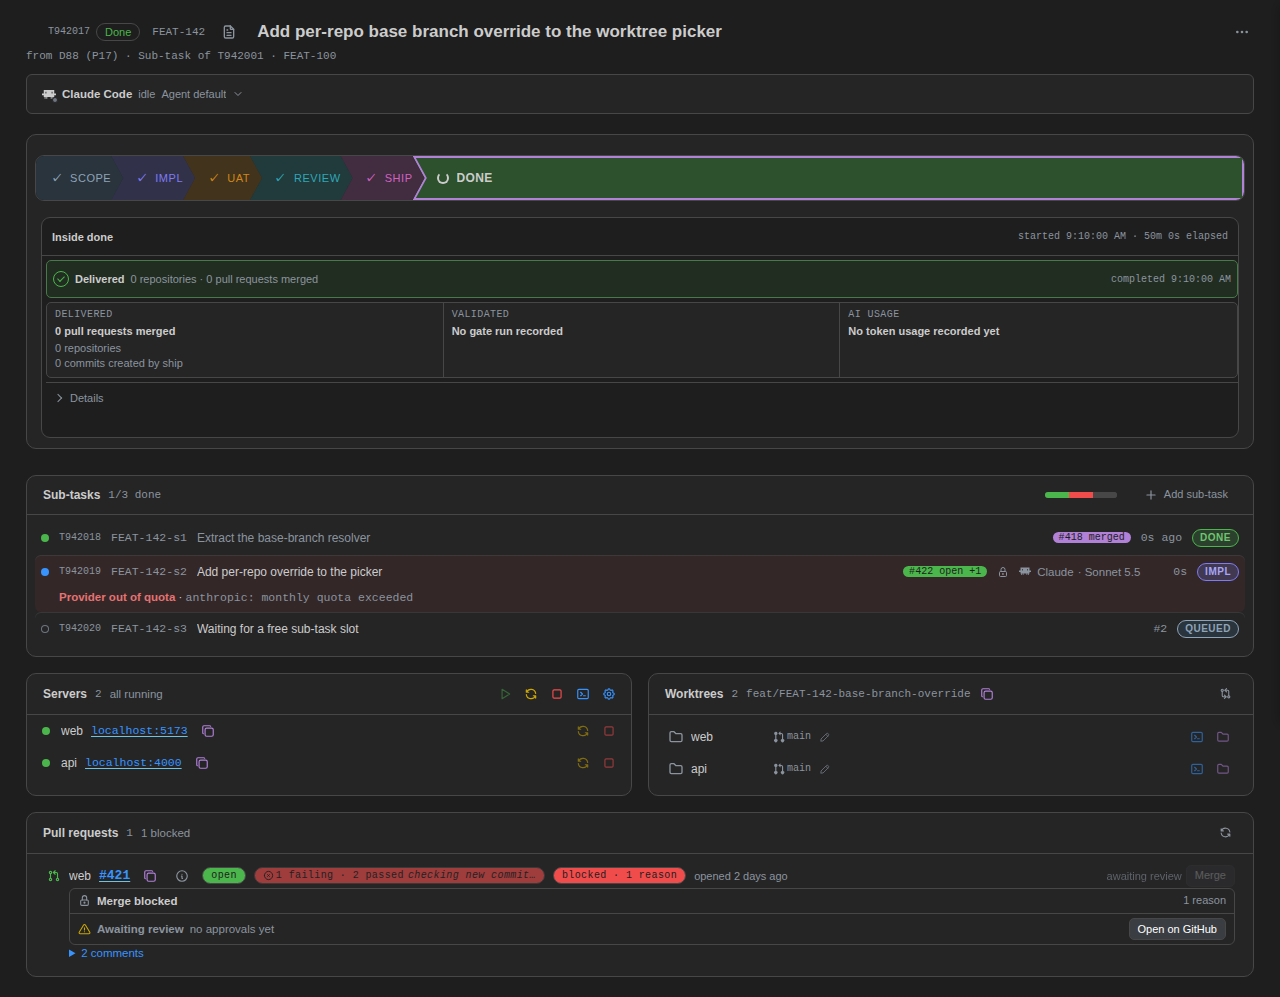 T942017 Done FEAT-142 Add per-repo base branch override to the worktree picker
from D88 (P17) · Sub-task of T942001 · FEAT-100
Claude Code idle Agent default
SCOPE IMPL UAT REVIEW SHIP DONE
Inside done started 9:10:00 AM · 50m 0s elapsed
Delivered 0 repositories · 0 pull requests merged completed 9:10:00 AM
DELIVERED VALIDATED AI USAGE
0 pull requests merged No gate run recorded No token usage recorded yet
0 repositories
0 commits created by ship
Details
Sub-tasks 1/3 done Add sub-task
T942018 FEAT-142-s1 Extract the base-branch resolver #418 merged 0s ago DONE
T942019 FEAT-142-s2 Add per-repo override to the picker #422 open +1 Claude · Sonnet 5.5 0s IMPL
Provider out of quota · anthropic: monthly quota exceeded
T942020 FEAT-142-s3 Waiting for a free sub-task slot #2 QUEUED
Servers 2 all running
web localhost:5173
api localhost:4000
Worktrees 2 feat/FEAT-142-base-branch-override
web main
api main
Pull requests 1 1 blocked
web #421 open 1 failing · 2 passed checking new commit… blocked · 1 reason opened 2 days ago awaiting review Merge
Merge blocked 1 reason
Awaiting review no approvals yet Open on GitHub
2 comments